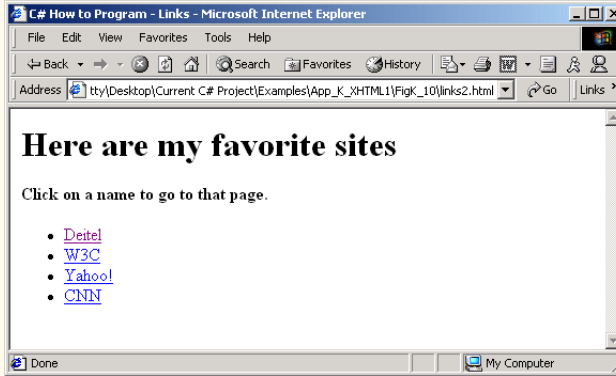 C# How to Program - Links - Microsoft Internet Explorer
File Edit View Favorites Tools Help
Back Search Favorites History
Address tty\Desktop\Current C# Project\Examples\App_K_XHTML1\FigK_10\links2.html Go Links
Here are my favorite sites
Click on a name to go to that page.
Deitel
W3C
Yahoo!
CNN
Done My Computer